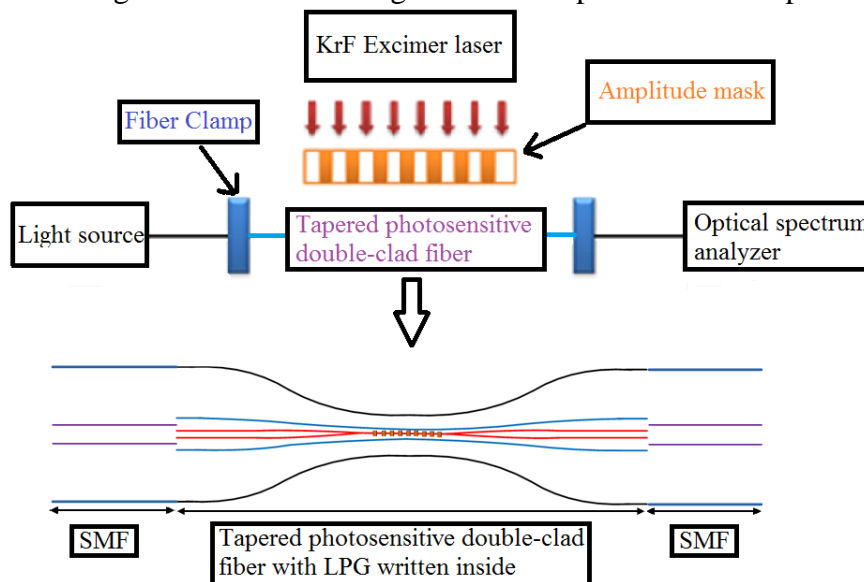 KrF Excimer laser
Amplitude mask
Fiber Clamp
Light source
Tapered photosensitive
double-clad fiber
Optical spectrum
analyzer
SMF
Tapered photosensitive double-clad
fiber with LPG written inside
SMF